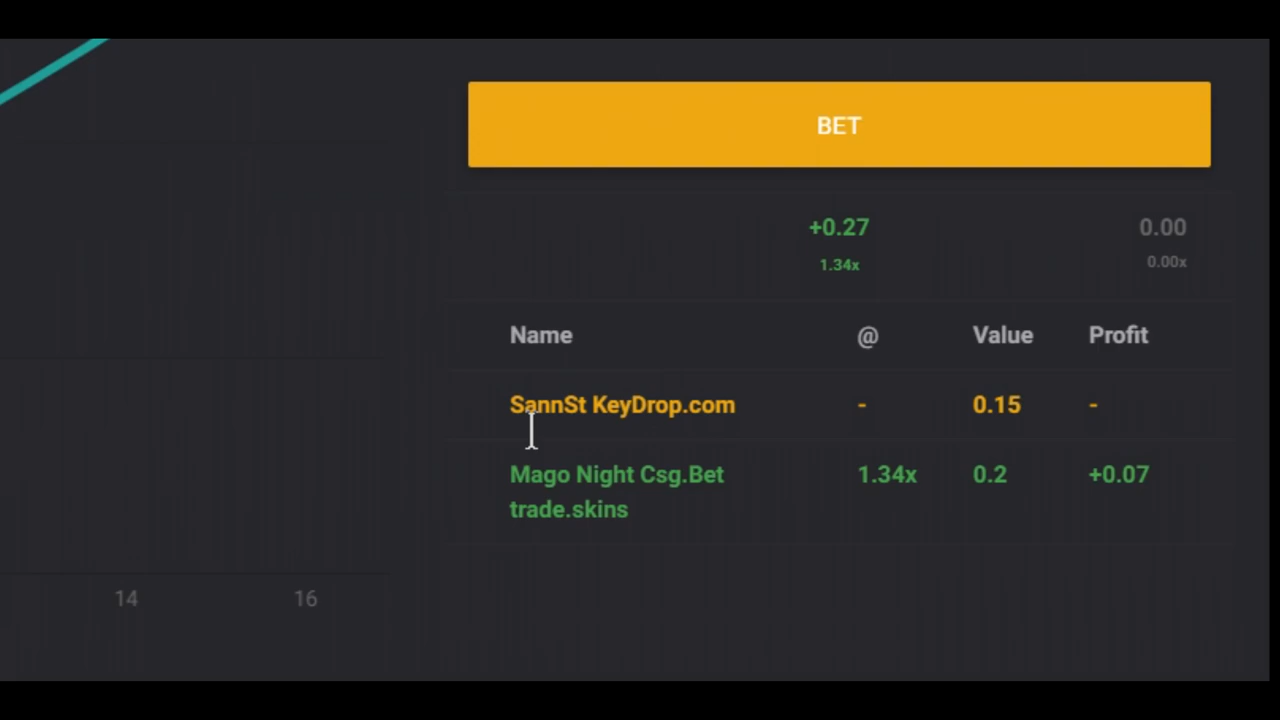 BET
+0.27 0.00
1.34x 0.00x
Name @ Value Profit
SannSt KeyDrop.com - 0.15 -
Mago Night Csg.Bet 1.34x 0.2 +0.07
trade.skins
14 16